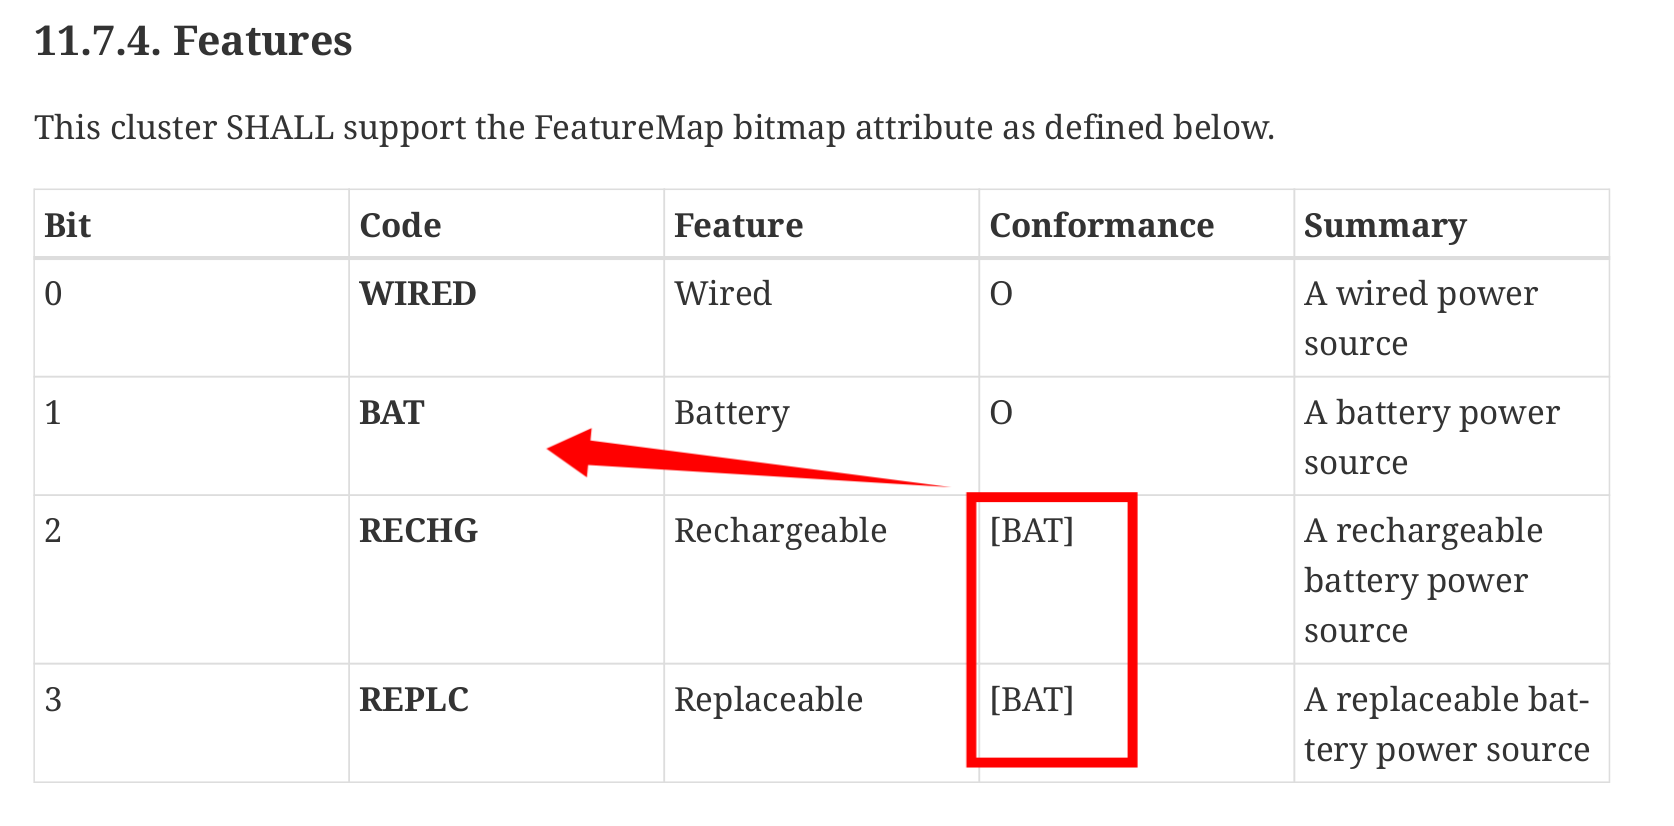 11.7.4. Features
This cluster SHALL support the FeatureMap bitmap attribute as defined below.
Bit Code Feature Conformance Summary
0 WIRED Wired O A wired power
source
1 BAT Battery O A battery power
source
2 RECHG Rechargeable [BAT] A rechargeable
battery power
source
3 REPLC Replaceable [BAT] A replaceable bat-
tery power source